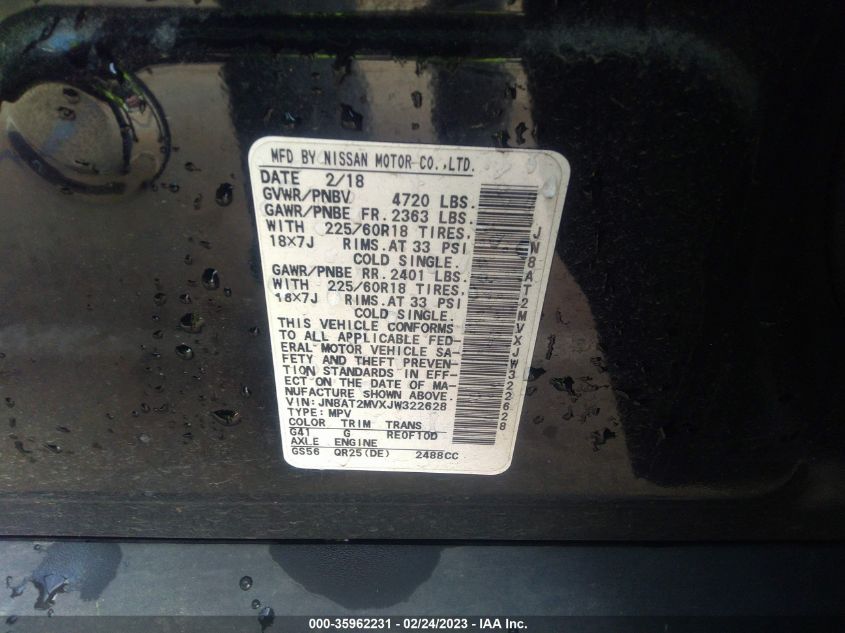 MFD BY NISSAN MOTOR CO.,LTD.
DATE 2/18
GVWR/PNBV 4720 LBS.
GAWR/PNBE FR. 2363 LBS.
WITH 225/60R18 TIRES.
18X7J RIMS.AT 33 PSI
COLD SINGLE.
GAWR/PNBE RR. 2401 LBS.
WITH 225/60R18 TIRES.
18X7J RIMS.AT 33 PSI
COLD SINGLE.
THIS VEHICLE CONFORMS
TO ALL APPLICABLE FED-
ERAL MOTOR VEHICLE SA-
FETY AND THEFT PREVEN-
TION STANDARDS IN EFF-
ECT ON THE DATE OF MA-
NUFACTURE SHOWN ABOVE.
VIN:JN8AT2MVXJW322628
TYPE:MPV
COLOR TRIM TRANS
G41 G RE0F10D
AXLE ENGINE
GS56 QR25(DE) 2488CC
JN8AT2MVXJW322628
000-35962231 - 02/24/2023 - IAA Inc.